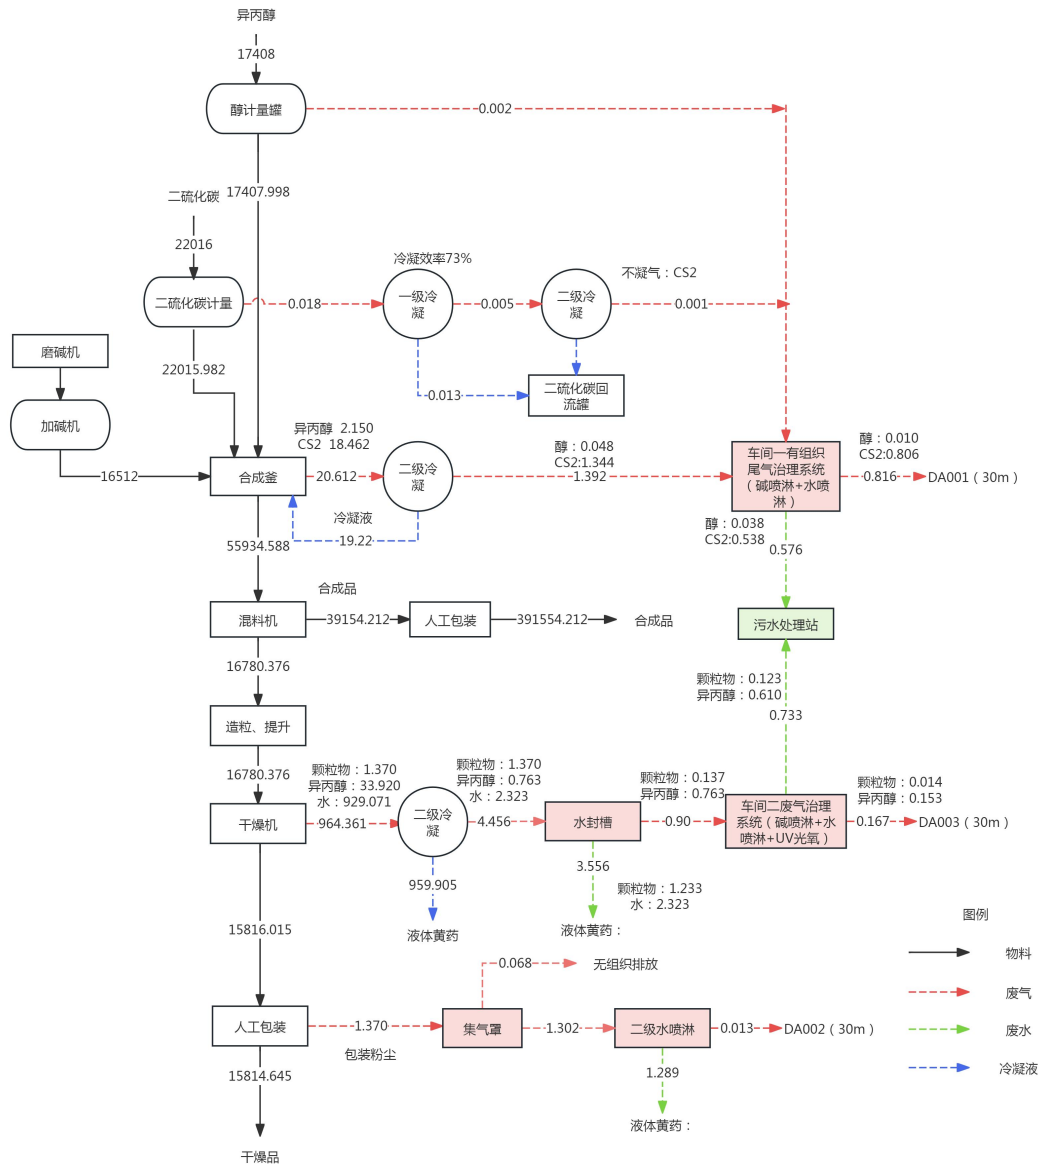 异丙醇
17408
醇计量罐
0.002
二硫化碳
17407.998
22016
冷凝效率73%
不凝气：CS2
二硫化碳计量
0.018
一级冷
凝
0.005
二级冷
凝
0.001
磨碱机
22015.982
0.013
二硫化碳回
流罐
加碱机
异丙醇 2.150
CS2 18.462
醇：0.048
CS2:1.344
1.392
车间一有组织
尾气治理系统
（碱喷淋+水喷
淋）
醇：0.010
CS2:0.806
16512
合成釜
20.612
二级冷
凝
0.816
DA001（30m）
冷凝液
19.22
醇：0.038
CS2:0.538
0.576
55934.588
合成品
混料机
39154.212
人工包装
391554.212
合成品
污水处理站
16780.376
颗粒物：0.123
异丙醇：0.610
0.733
造粒、提升
16780.376
颗粒物：1.370
异丙醇：33.920
水：929.071
颗粒物：1.370
异丙醇：0.763
水：2.323
颗粒物：0.137
异丙醇：0.763
颗粒物：0.014
异丙醇：0.153
干燥机
964.361
二级冷
凝
4.456
水封槽
0.90
车间二废气治理
系统（碱喷淋+水
喷淋+UV光氧）
0.167
DA003（30m）
959.905
3.556
颗粒物：1.233
水：2.323
液体黄药
液体黄药：
15816.015
图例
物料
0.068
无组织排放
废气
人工包装
1.370
集气罩
1.302
二级水喷淋
0.013
DA002（30m）
废水
包装粉尘
15814.645
1.289
冷凝液
液体黄药：
干燥品